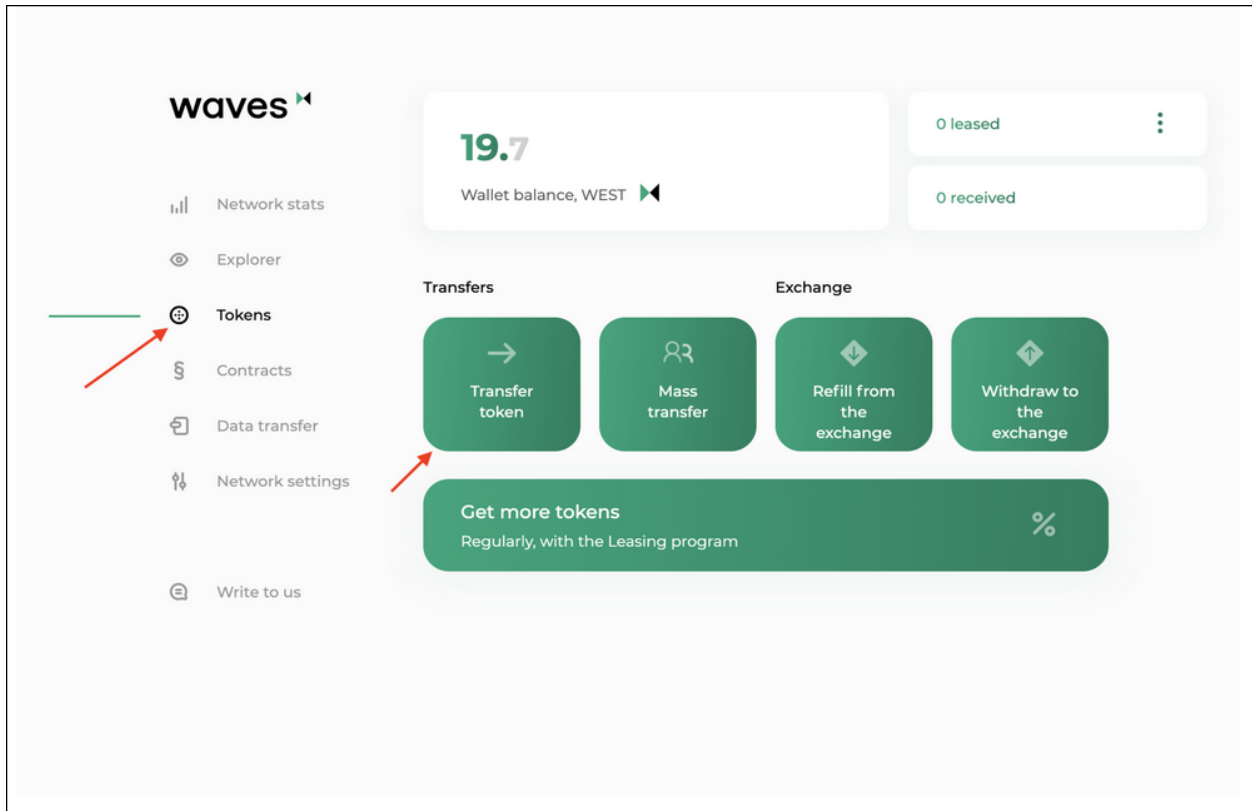 waves
Network stats
Explorer
Tokens
Contracts
Data transfer
Network settings
Write to us
19.7
Wallet balance, WEST
0 leased
0 received
Transfers
Transfer
token
Mass
transfer
Exchange
Refill from
the
exchange
Withdraw to
the
exchange
Get more tokens
Regularly, with the Leasing program
%